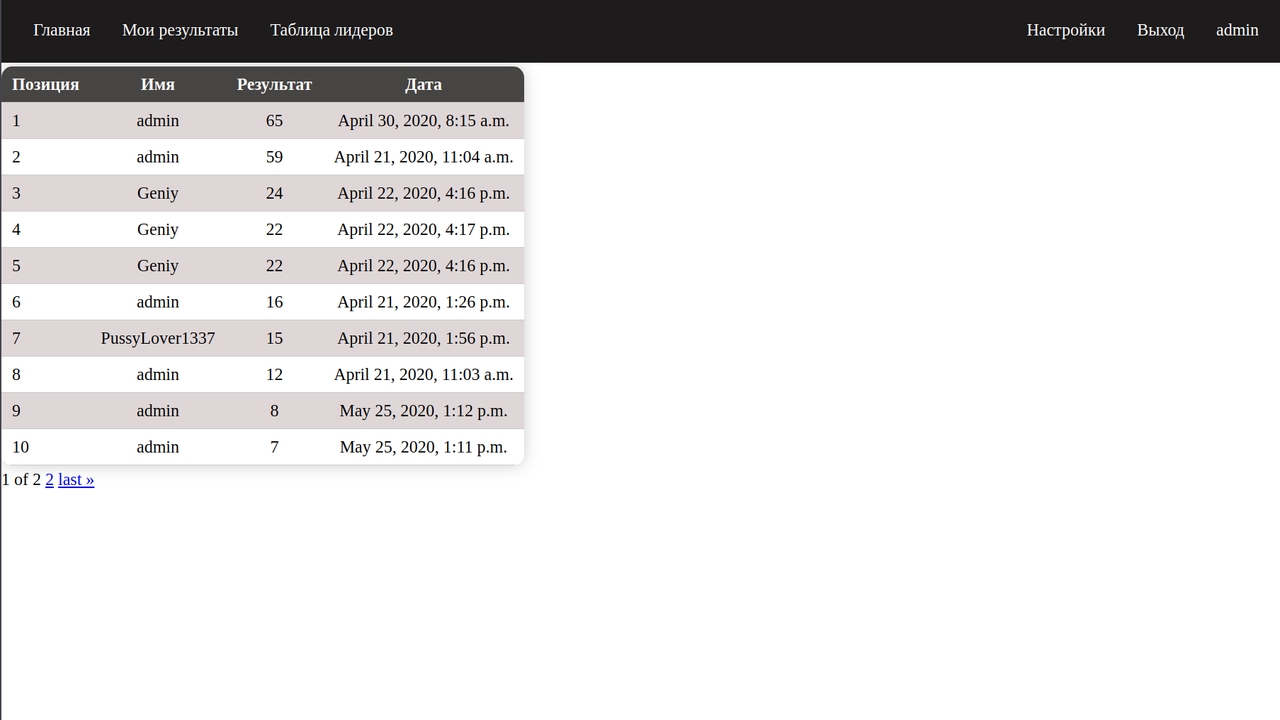 Главная Мои результаты Таблица лидеров Настройки Выход admin
Позиция Имя Результат Дата
1 admin 65 April 30, 2020, 8:15 a.m.
2 admin 59 April 21, 2020, 11:04 a.m.
3 Geniy 24 April 22, 2020, 4:16 p.m.
4 Geniy 22 April 22, 2020, 4:17 p.m.
5 Geniy 22 April 22, 2020, 4:16 p.m.
6 admin 16 April 21, 2020, 1:26 p.m.
7 PussyLover1337 15 April 21, 2020, 1:56 p.m.
8 admin 12 April 21, 2020, 11:03 a.m.
9 admin 8 May 25, 2020, 1:12 p.m.
10 admin 7 May 25, 2020, 1:11 p.m.
1 of 2 2 last »